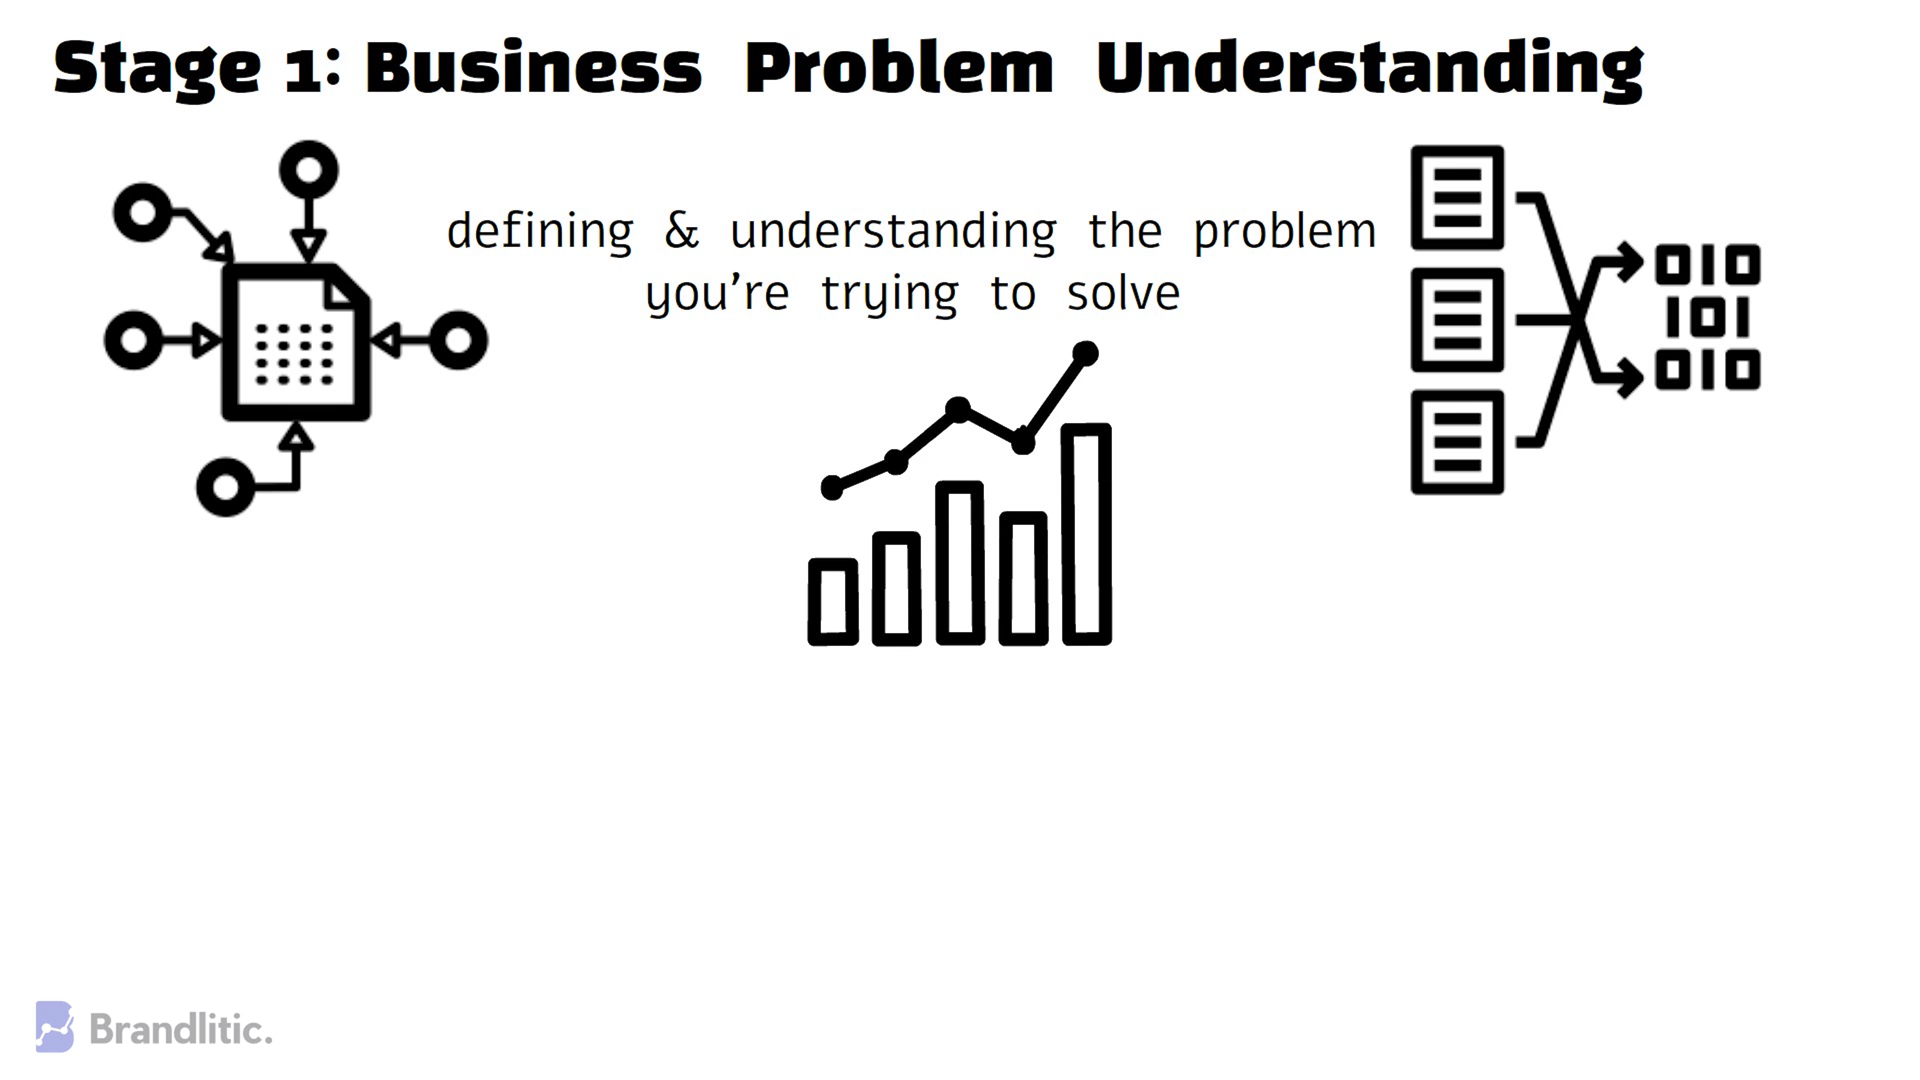 Stage 1: Business Problem Understanding
defining & understanding the problem
you're trying to solve
010
101
010
Brandlitic.